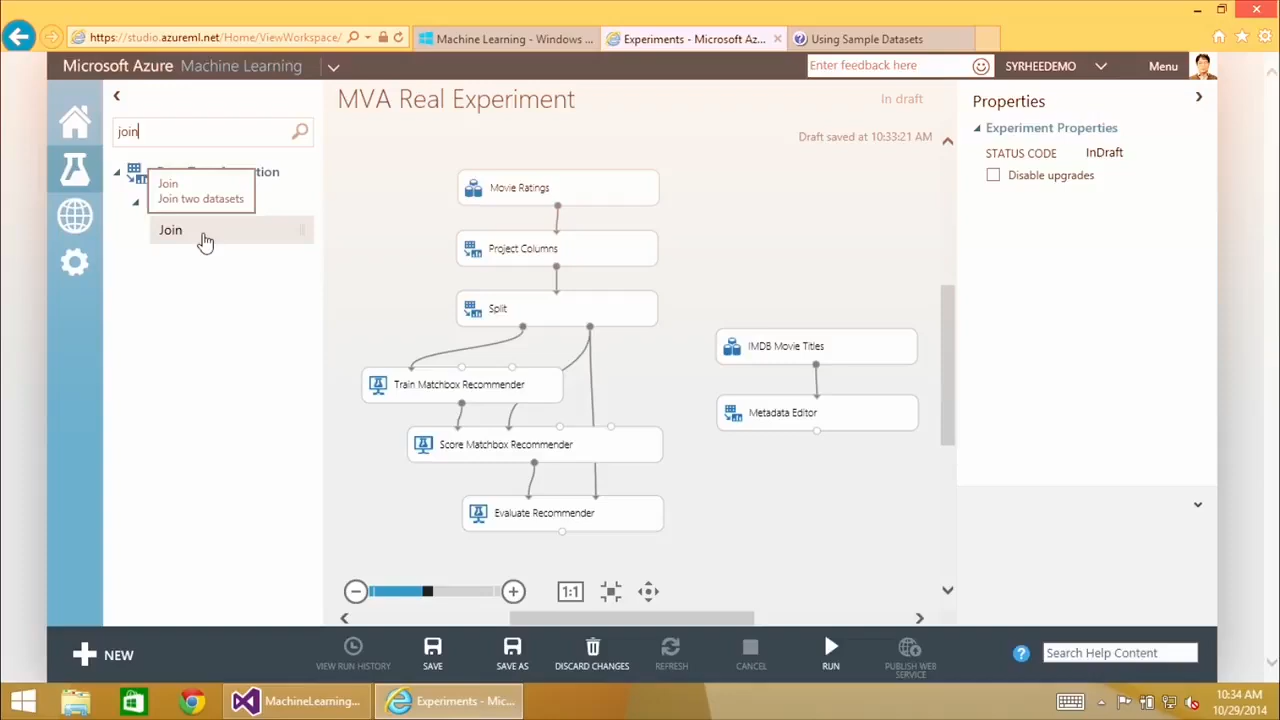 https://studio.azureml.net/Home/ViewWorkspace/
Machine Learning - Windows ...
Experiments - Microsoft Az...
Using Sample Datasets
Microsoft Azure Machine Learning
Enter feedback here
SYRHEEDEMO
Menu
join
Join
Join two datasets
Join
MVA Real Experiment
In draft
Draft saved at 10:33:21 AM
Movie Ratings
Project Columns
Split
Train Matchbox Recommender
Score Matchbox Recommender
Evaluate Recommender
IMDB Movie Titles
Metadata Editor
1:1
Properties
Experiment Properties
STATUS CODE InDraft
Disable upgrades
NEW
VIEW RUN HISTORY
SAVE
SAVE AS
DISCARD CHANGES
REFRESH
CANCEL
RUN
PUBLISH WEB
SERVICE
Search Help Content
MachineLearning...
Experiments - Mic...
10:34 AM
10/29/2014